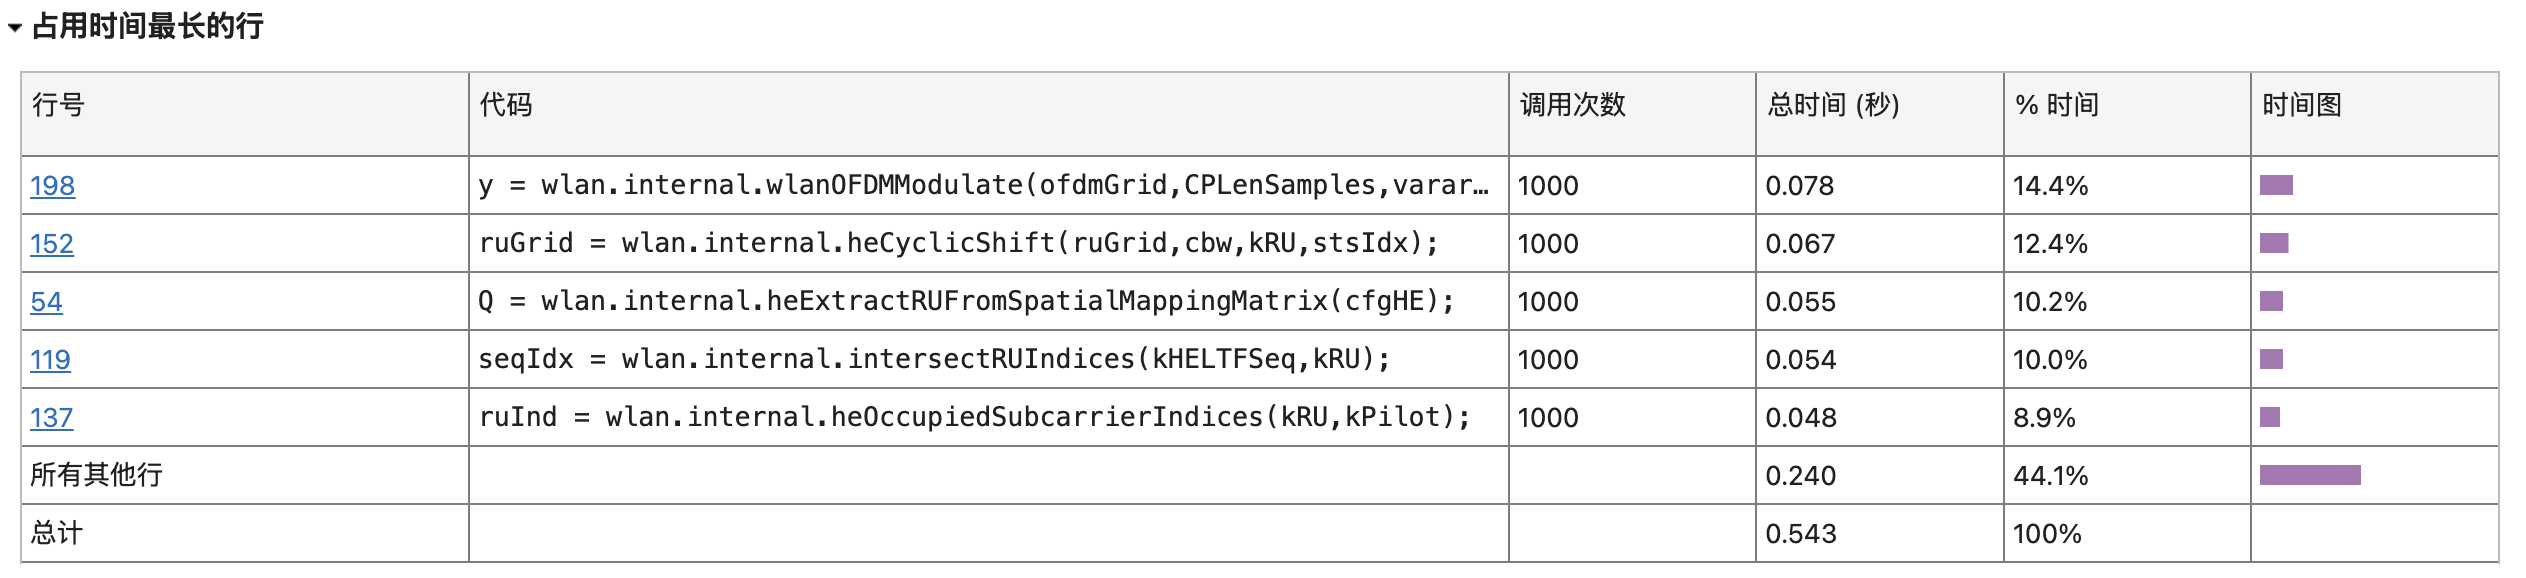 占用时间最长的行
行号 代码 调用次数 总时间 (秒) % 时间 时间图
198 y = wlan.internal.wlanOFDMModulate(ofdmGrid,CPLenSamples,varar… 1000 0.078 14.4%
152 ruGrid = wlan.internal.heCyclicShift(ruGrid,cbw,kRU,stsIdx); 1000 0.067 12.4%
54 Q = wlan.internal.heExtractRUFromSpatialMappingMatrix(cfgHE); 1000 0.055 10.2%
119 seqIdx = wlan.internal.intersectRUIndices(kHELTFSeq,kRU); 1000 0.054 10.0%
137 ruInd = wlan.internal.heOccupiedSubcarrierIndices(kRU,kPilot); 1000 0.048 8.9%
所有其他行 0.240 44.1%
总计 0.543 100%